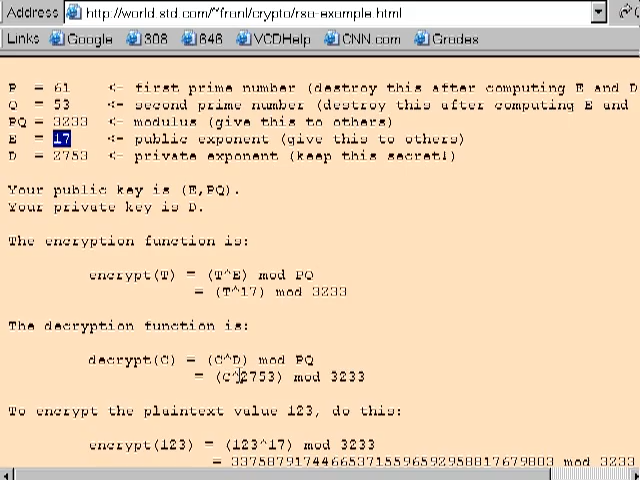 Address http://world.std.com/~franl/crypto/rsa-example.html
Links Google 308 646 VCDHelp CNN.com Grades
P = 61 <- first prime number (destroy this after computing E and D
Q = 53 <- second prime number (destroy this after computing E and
PQ = 3233 <- modulus (give this to others)
E = 17 <- public exponent (give this to others)
D = 2753 <- private exponent (keep this secret!)
Your public key is (E,PQ).
Your private key is D.
The encryption function is:
encrypt(T) = (T^E) mod PQ
= (T^17) mod 3233
The decryption function is:
decrypt(C) = (C^D) mod PQ
= (C^2753) mod 3233
To encrypt the plaintext value 123, do this:
encrypt(123) = (123^17) mod 3233
= 337587917446653715596592958817679803 mod 3233